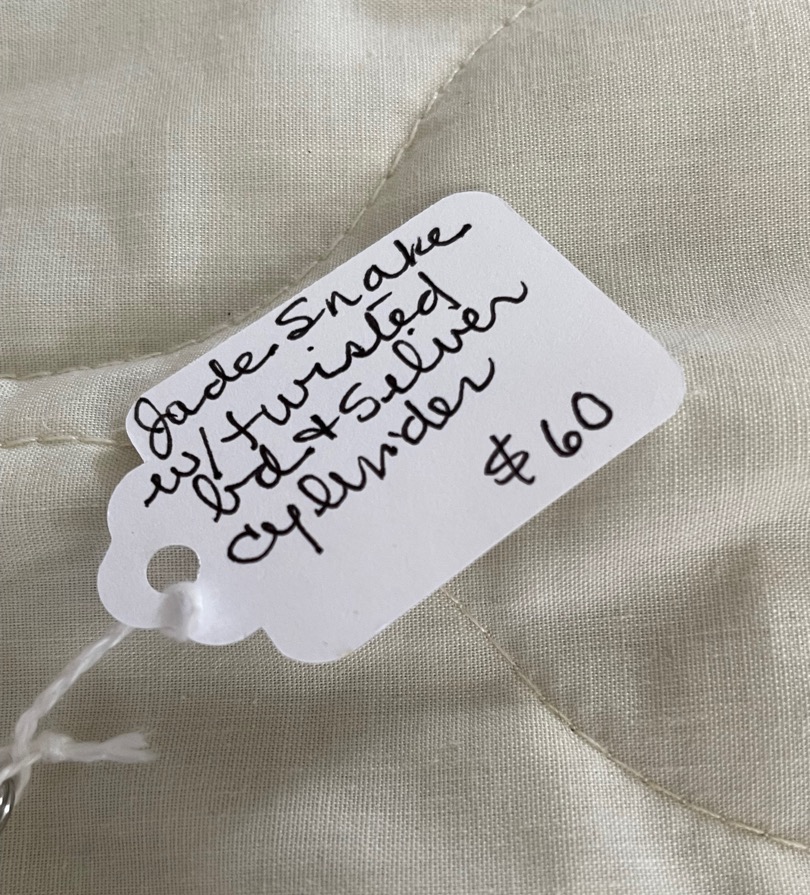 Jade Snake
w/ twisted
bd + Silver
cylinder
$60